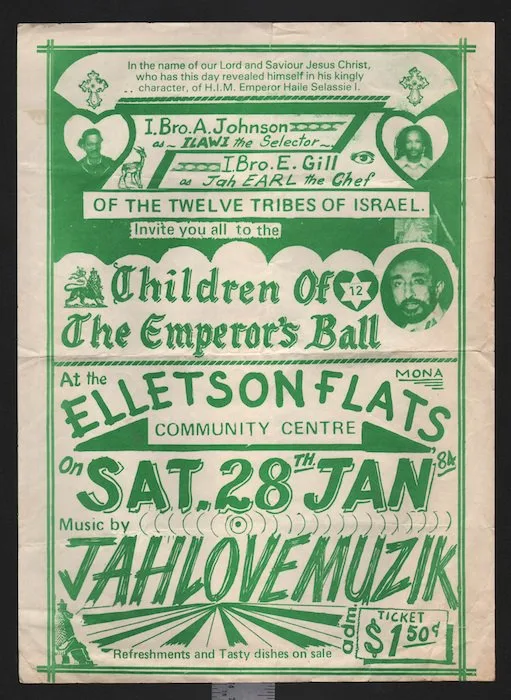 In the name of our Lord and Saviour Jesus Christ,
who has this day revealed himself in his kingly
character, of H.I.M. Emperor Haile Selassie I.
I.Bro.A.Johnson
as ~ ILAWI the Selector ~
I.Bro.E. Gill
as Jah EARL the Chef
OF THE TWELVE TRIBES OF ISRAEL.
Invite you all to the
Children Of 12
The Emperor's Ball
At the
ELLETSON FLATS
MONA
COMMUNITY CENTRE
On SAT. 28TH JAN 84
Music by
JAHLOVEMUZIK
Refreshments and Tasty dishes on sale
adm.
TICKET
$1 50¢